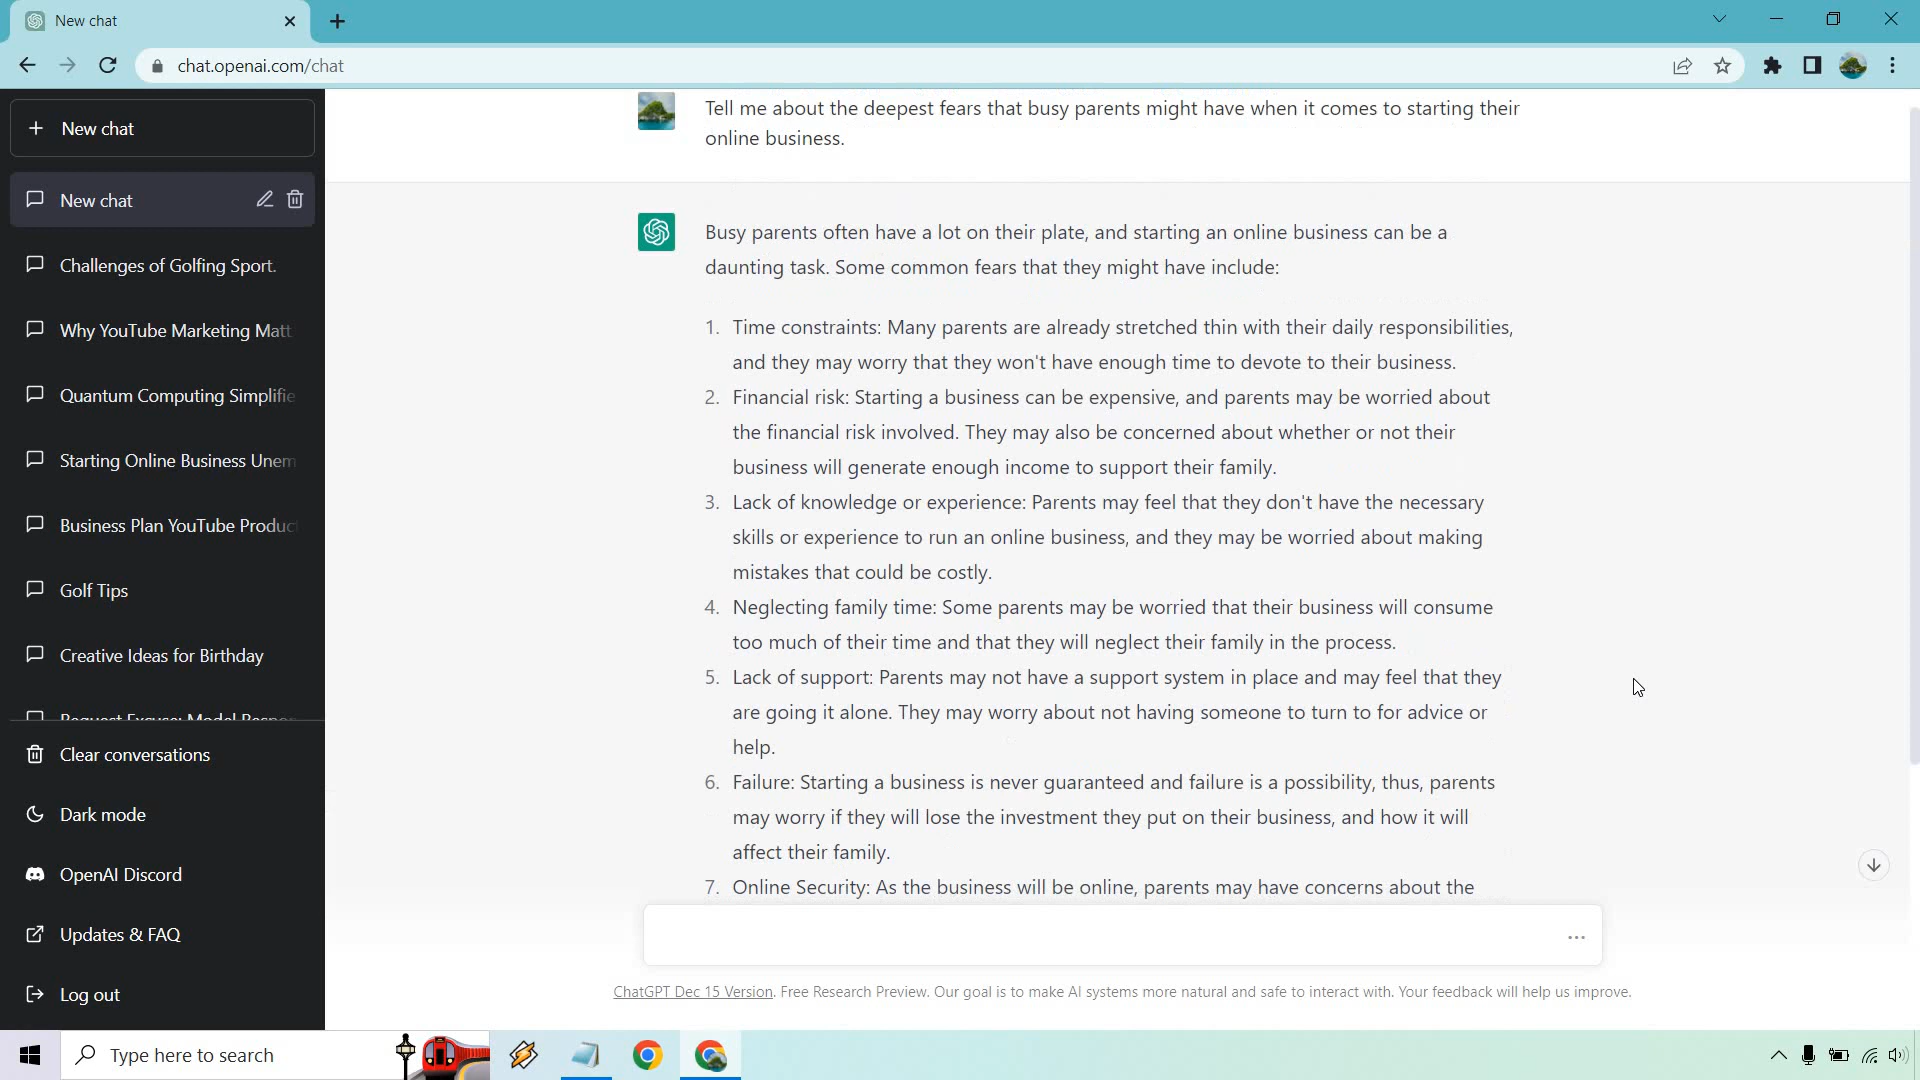 New chat
chat.openai.com/chat
New chat
New chat
Challenges of Golfing Sport.
Why YouTube Marketing Matt
Quantum Computing Simplifie
Starting Online Business Unem
Business Plan YouTube Produc
Golf Tips
Creative Ideas for Birthday
Request Excuse: Model Respo
Clear conversations
Dark mode
OpenAI Discord
Updates & FAQ
Log out
Tell me about the deepest fears that busy parents might have when it comes to starting their
online business.
Busy parents often have a lot on their plate, and starting an online business can be a
daunting task. Some common fears that they might have include:
1. Time constraints: Many parents are already stretched thin with their daily responsibilities,
and they may worry that they won't have enough time to devote to their business.
2. Financial risk: Starting a business can be expensive, and parents may be worried about
the financial risk involved. They may also be concerned about whether or not their
business will generate enough income to support their family.
3. Lack of knowledge or experience: Parents may feel that they don't have the necessary
skills or experience to run an online business, and they may be worried about making
mistakes that could be costly.
4. Neglecting family time: Some parents may be worried that their business will consume
too much of their time and that they will neglect their family in the process.
5. Lack of support: Parents may not have a support system in place and may feel that they
are going it alone. They may worry about not having someone to turn to for advice or
help.
6. Failure: Starting a business is never guaranteed and failure is a possibility, thus, parents
may worry if they will lose the investment they put on their business, and how it will
affect their family.
7. Online Security: As the business will be online, parents may have concerns about the
ChatGPT Dec 15 Version. Free Research Preview. Our goal is to make AI systems more natural and safe to interact with. Your feedback will help us improve.
Type here to search